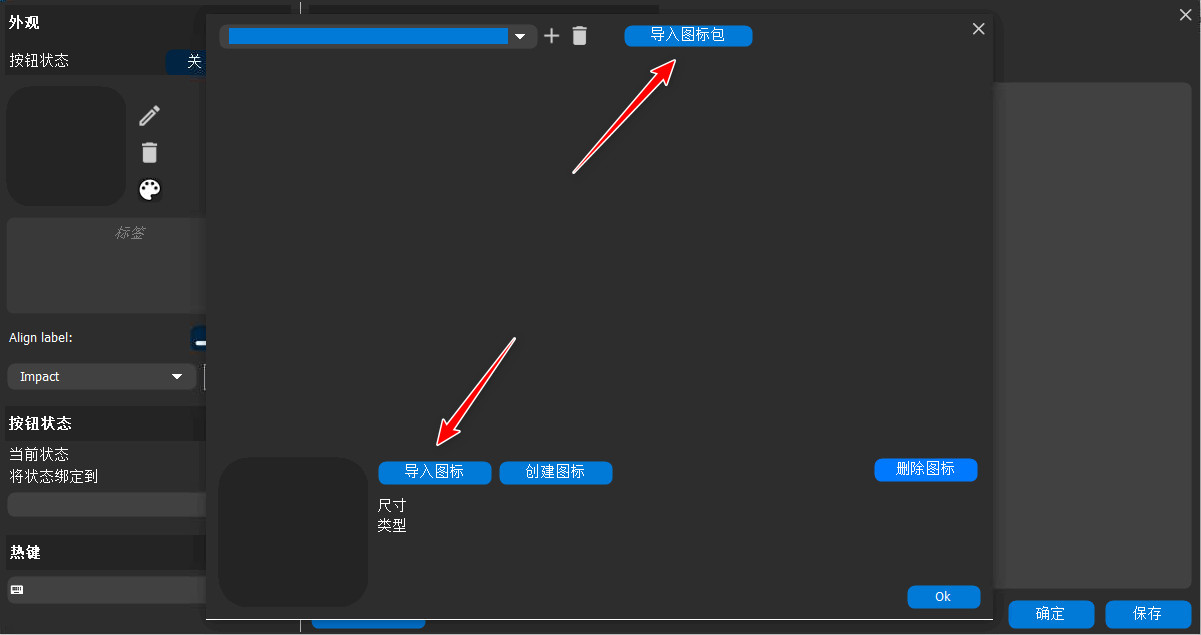 外观
按钮状态
关
标签
Align label:
Impact
按钮状态
当前状态
将状态绑定到
热键
导入图标包
导入图标
创建图标
删除图标
尺寸
类型
Ok
确定
保存